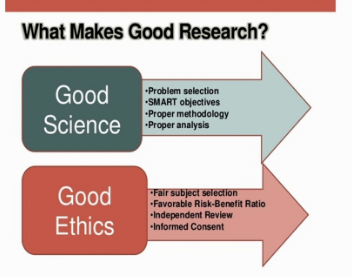 What Makes Good Research?
Good
Science
•Problem selection
•SMART objectives
•Proper methodology
•Proper analysis
Good
Ethics
•Fair subject selection
•Favorable Risk-Benefit Ratio
•Independent Review
•Informed Consent